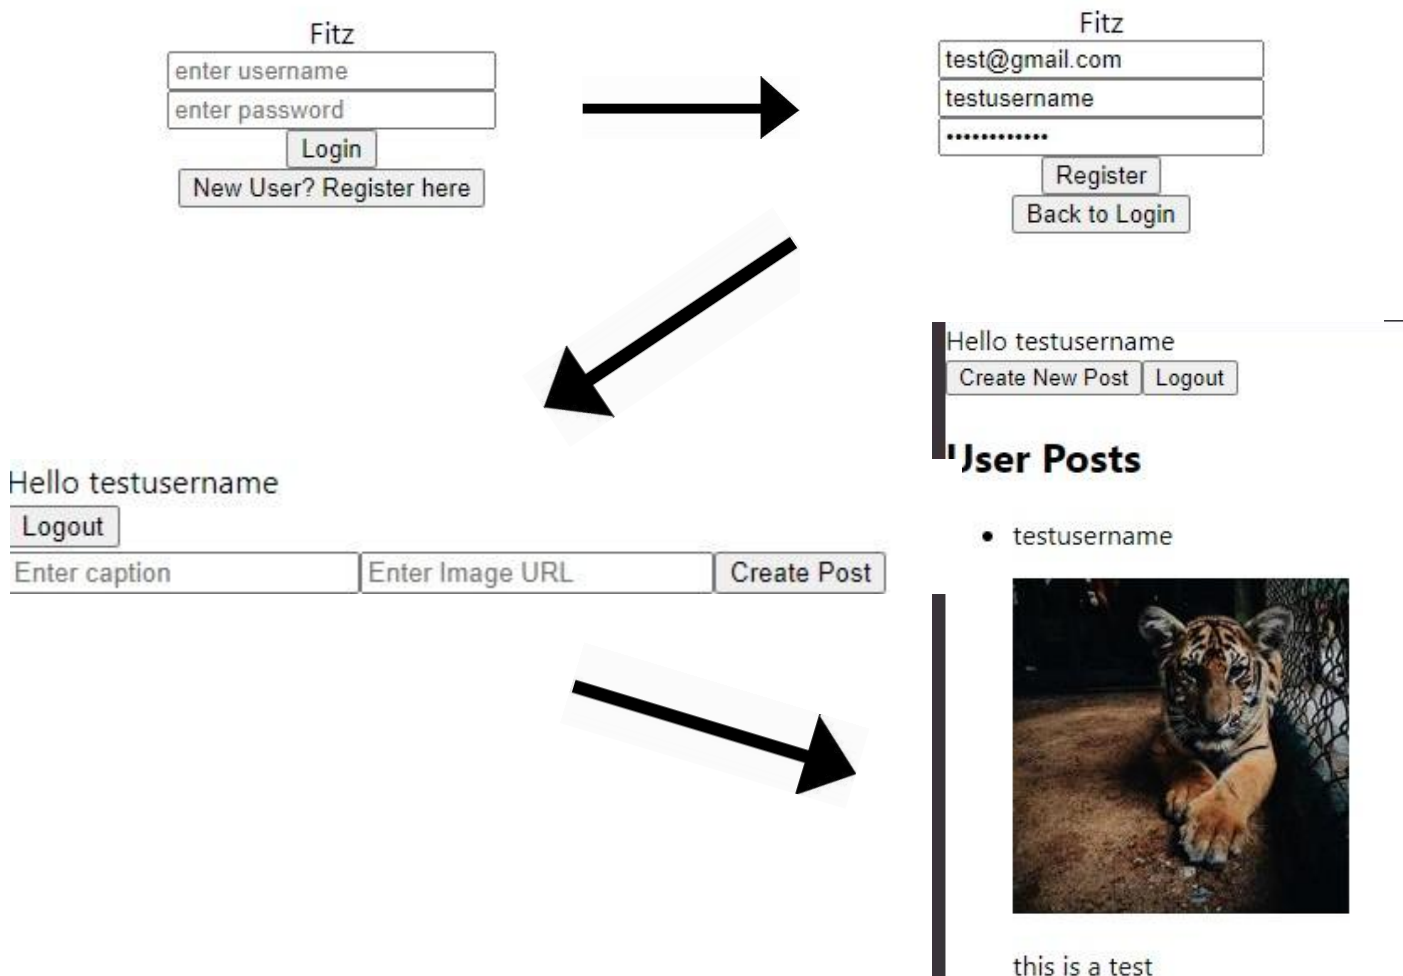 Fitz
enter username
enter password
Login
New User? Register here
Fitz
test@gmail.com
testusername
••••••••••••
Register
Back to Login
Hello testusername
Logout
Enter caption Enter Image URL Create Post
Hello testusername
Create New Post Logout
User Posts
• testusername
this is a test